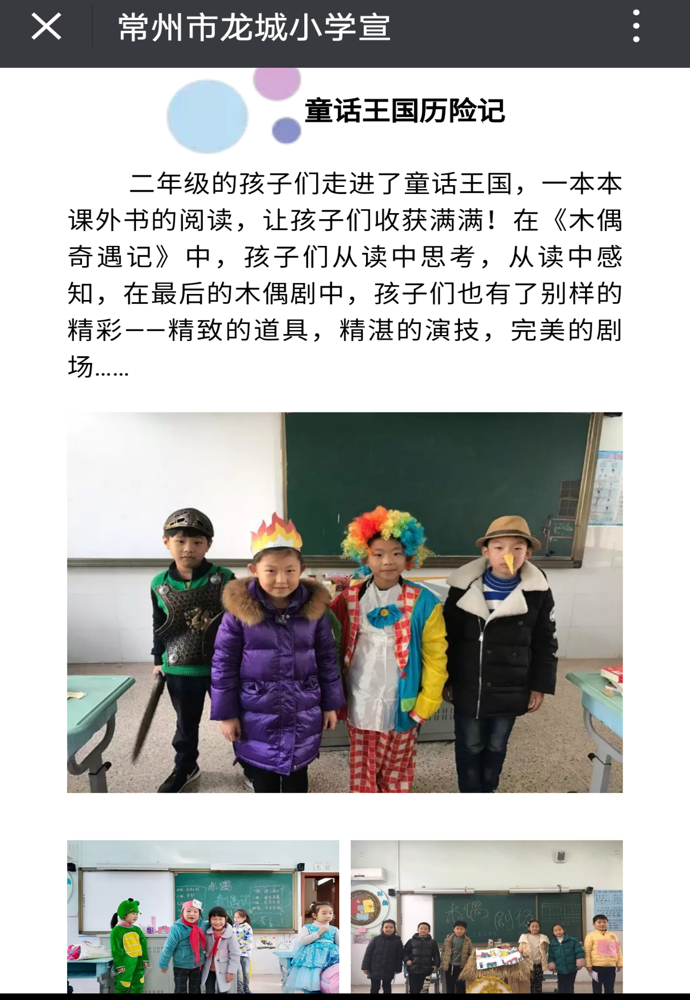 常州市龙城小学宣
童话王国历险记
二年级的孩子们走进了童话王国，一本本
课外书的阅读，让孩子们收获满满！在《木偶
奇遇记》中，孩子们从读中思考，从读中感
知，在最后的木偶剧中，孩子们也有了别样的
精彩——精致的道具，精湛的演技，完美的剧
场……
木偶
奇遇记
木偶
剧场